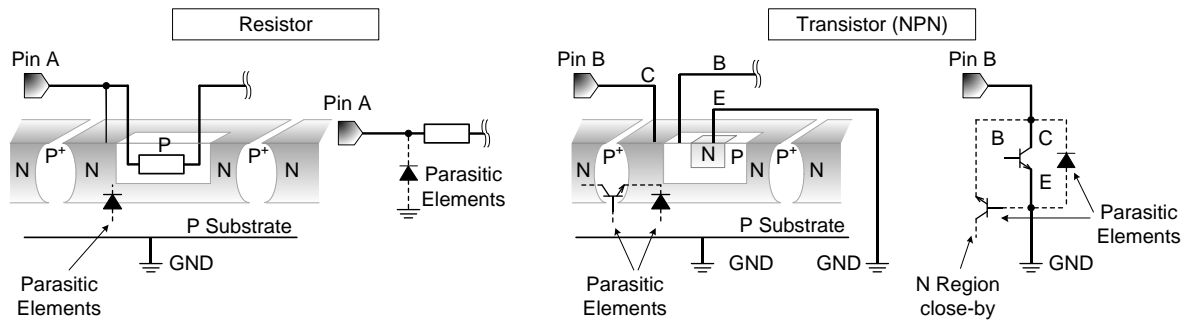 Resistor
Transistor (NPN)
Pin A
Pin B
C
B
E
Pin B
Pin A
N
P+
N
P
P+
N
N
P+
N
N
P
P+
N
B
C
E
Parasitic
Elements
P Substrate
GND
Parasitic
Elements
P Substrate
GND
GND
Parasitic
Elements
Parasitic
Elements
GND
N Region
close-by